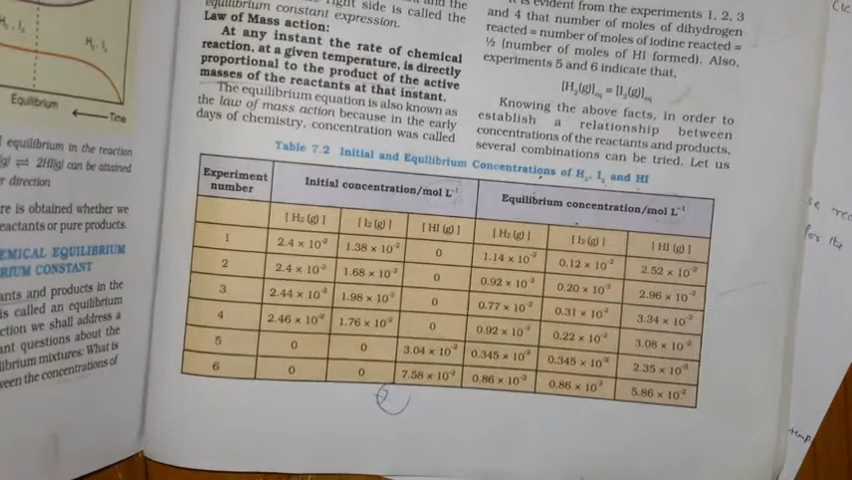 H₂, I₂
Equilibrium
Time
equilibrium in the reaction
(g) ⇌ 2HI(g) can be attained
direction
re is obtained whether we
eactants or pure products.
EMICAL EQUILIBRIUM
RIUM CONSTANT
ants and products in the
is called an equilibrium
ction we shall address a
ant questions about the
librium mixtures: What is
veen the concentrations of
right side is called the
equilibrium constant expression.
Law of Mass action:
At any instant the rate of chemical
reaction, at a given temperature, is directly
proportional to the product of the active
masses of the reactants at that instant.
The equilibrium equation is also known as
the law of mass action because in the early
days of chemistry, concentration was called
is evident from the experiments 1, 2, 3
and 4 that number of moles of dihydrogen
reacted = number of moles of iodine reacted =
½ (number of moles of HI formed). Also,
experiments 5 and 6 indicate that,
[H₂(g)]eq = [I₂(g)]eq
Knowing the above facts, in order to
establish a relationship between
concentrations of the reactants and products,
several combinations can be tried. Let us
Table 7.2 Initial and Equilibrium Concentrations of H₂, I₂ and HI
Experiment number Initial concentration/mol L⁻¹ Equilibrium concentration/mol L⁻¹
[H₂ (g)] [I₂ (g)] [HI (g)] [H₂ (g)] [I₂ (g)] [HI (g)]
1 2.4 × 10⁻² 1.38 × 10⁻² 0 1.14 × 10⁻² 0.12 × 10⁻² 2.52 × 10⁻²
2 2.4 × 10⁻² 1.68 × 10⁻² 0 0.92 × 10⁻² 0.20 × 10⁻² 2.96 × 10⁻²
3 2.44 × 10⁻² 1.98 × 10⁻² 0 0.77 × 10⁻² 0.31 × 10⁻² 3.34 × 10⁻²
4 2.46 × 10⁻² 1.76 × 10⁻² 0 0.92 × 10⁻² 0.22 × 10⁻² 3.08 × 10⁻²
5 0 0 3.04 × 10⁻² 0.345 × 10⁻² 0.345 × 10⁻² 2.35 × 10⁻²
6 0 0 7.58 × 10⁻² 0.86 × 10⁻² 0.86 × 10⁻² 5.86 × 10⁻²
for the